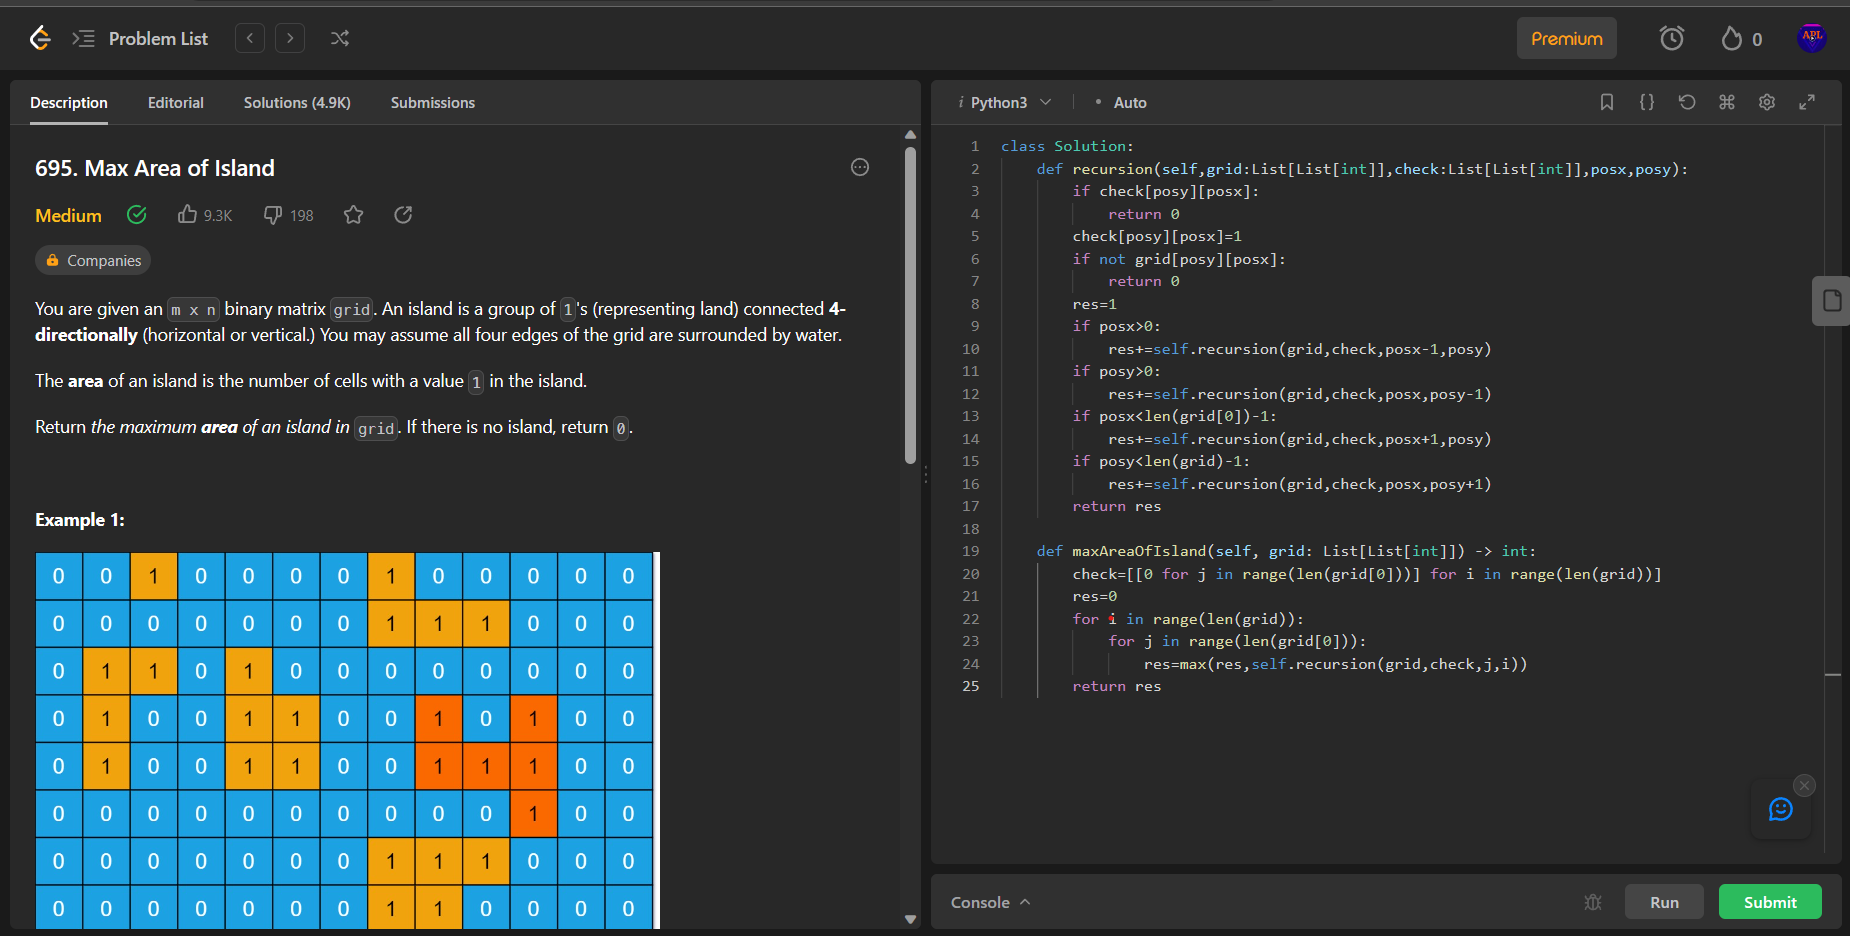 Problem List
Premium
0
APL
Description Editorial Solutions (4.9K) Submissions
695. Max Area of Island
Medium 9.3K 198
Companies
You are given an m x n binary matrix grid. An island is a group of 1's (representing land) connected 4-
directionally (horizontal or vertical.) You may assume all four edges of the grid are surrounded by water.
The area of an island is the number of cells with a value 1 in the island.
Return the maximum area of an island in grid. If there is no island, return 0.
Example 1:
0 0 1 0 0 0 0 1 0 0 0 0 0
0 0 0 0 0 0 0 1 1 1 0 0 0
0 1 1 0 1 0 0 0 0 0 0 0 0
0 1 0 0 1 1 0 0 1 0 1 0 0
0 1 0 0 1 1 0 0 1 1 1 0 0
0 0 0 0 0 0 0 0 0 0 1 0 0
0 0 0 0 0 0 0 1 1 1 0 0 0
0 0 0 0 0 0 0 1 1 0 0 0 0
i Python3 • Auto
1 class Solution:
2     def recursion(self,grid:List[List[int]],check:List[List[int]],posx,posy):
3         if check[posy][posx]:
4             return 0
5         check[posy][posx]=1
6         if not grid[posy][posx]:
7             return 0
8         res=1
9         if posx>0:
10             res+=self.recursion(grid,check,posx-1,posy)
11         if posy>0:
12             res+=self.recursion(grid,check,posx,posy-1)
13         if posx<len(grid[0])-1:
14             res+=self.recursion(grid,check,posx+1,posy)
15         if posy<len(grid)-1:
16             res+=self.recursion(grid,check,posx,posy+1)
17         return res
18
19     def maxAreaOfIsland(self, grid: List[List[int]]) -> int:
20         check=[[0 for j in range(len(grid[0]))] for i in range(len(grid))]
21         res=0
22         for i in range(len(grid)):
23             for j in range(len(grid[0])):
24                 res=max(res,self.recursion(grid,check,j,i))
25         return res
Console
Run
Submit